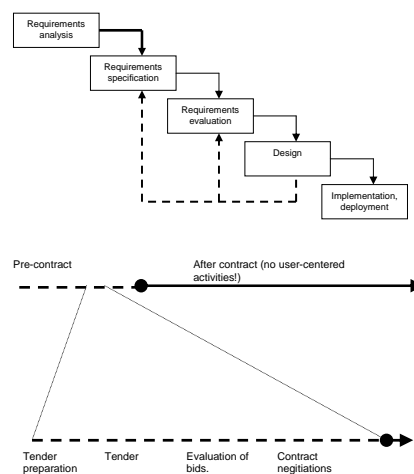 Requirements
analysis
Requirements
specification
Requirements
evaluation
Design
Implementation,
deployment
Pre-contract
After contract (no user-centered
activities!)
Tender
preparation
Tender
Evaluation of
bids.
Contract
negitiations